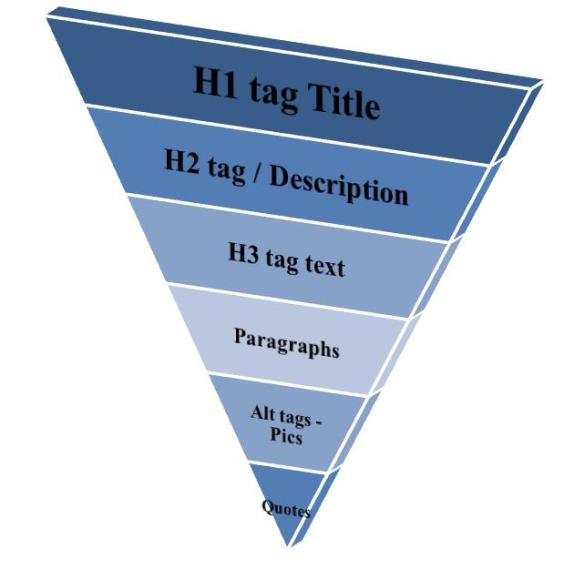 H1 tag Title
H2 tag / Description
H3 tag text
Paragraphs
Alt tags -
Pics
Quotes